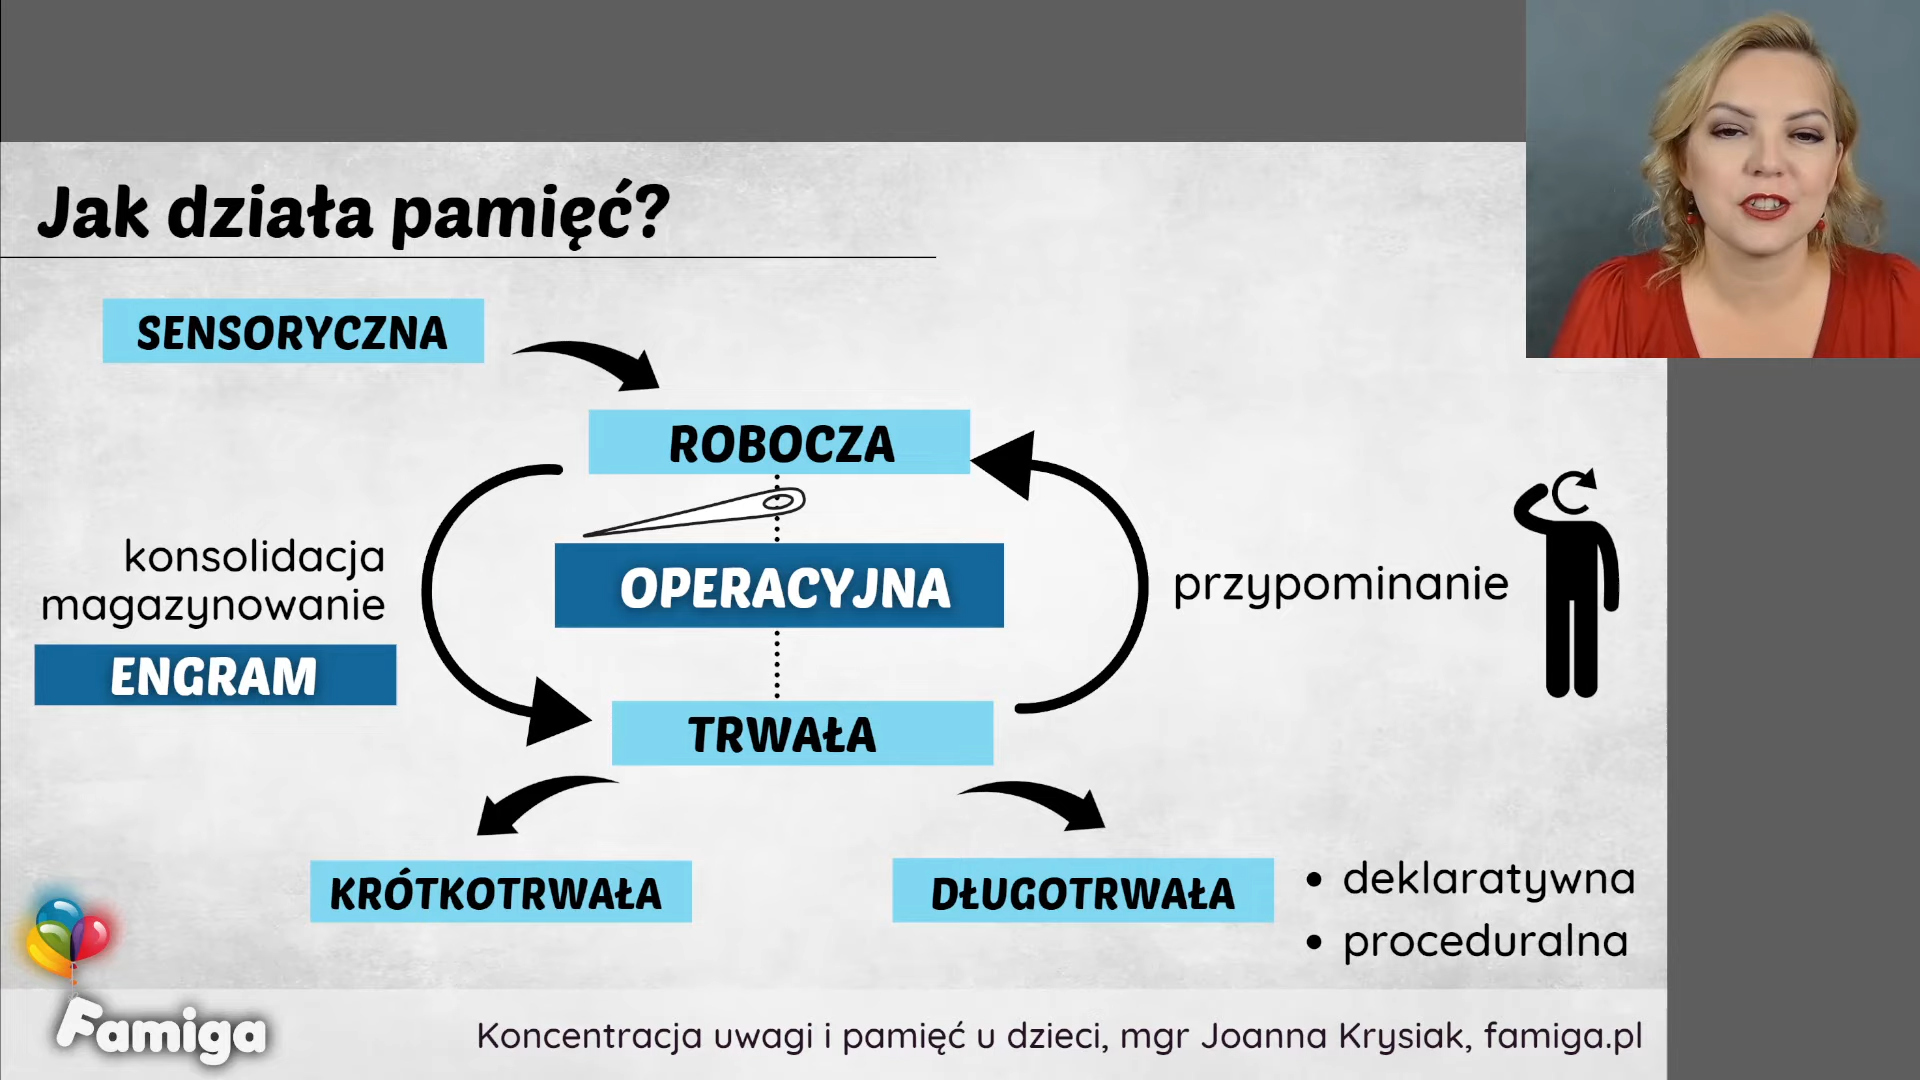 Jak działa pamięć?
SENSORYCZNA
ROBOCZA
konsolidacja
magazynowanie
ENGRAM
OPERACYJNA
przypominanie
TRWAŁA
KRÓTKOTRWAŁA
DŁUGOTRWAŁA
• deklaratywna
• proceduralna
Famiga
Koncentracja uwagi i pamięć u dzieci, mgr Joanna Krysiak, famiga.pl